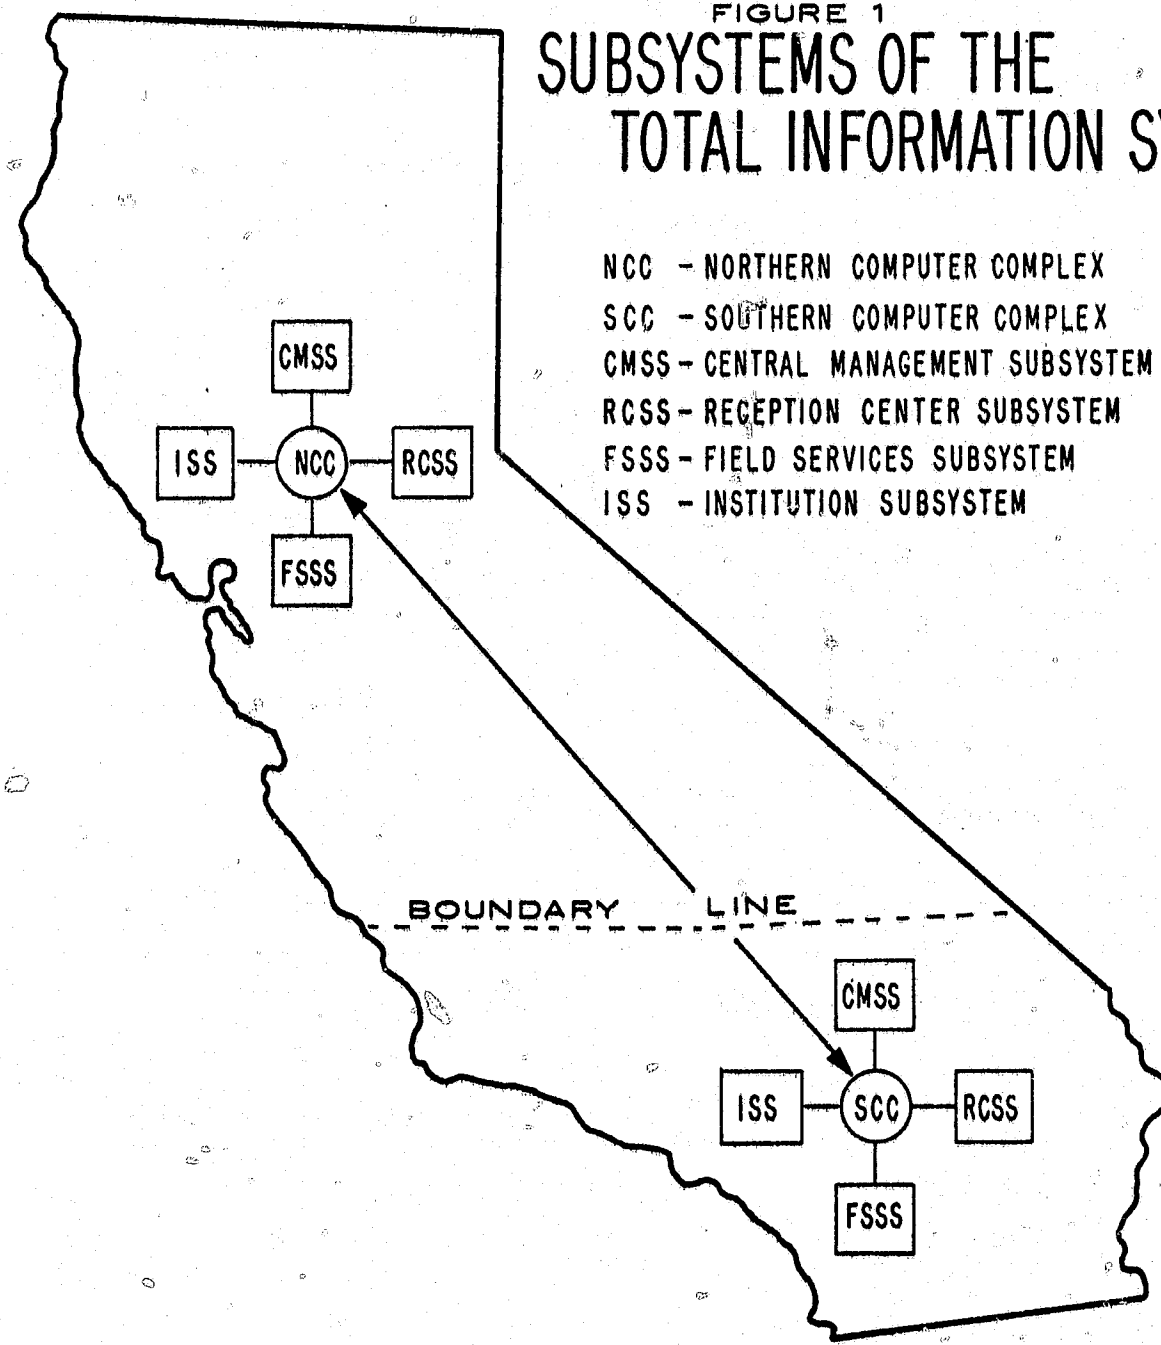 FIGURE 1
SUBSYSTEMS OF THE
TOTAL INFORMATION
NCC - NORTHERN COMPUTER COMPLEX
SCC - SOUTHERN COMPUTER COMPLEX
CMSS - CENTRAL MANAGEMENT SUBSYSTEM
RCSS - RECEPTION CENTER SUBSYSTEM
FSSS - FIELD SERVICES SUBSYSTEM
ISS - INSTITUTION SUBSYSTEM
CMSS
ISS
NCC
RCSS
FSSS
BOUNDARY LINE
CMSS
ISS
SCC
RCSS
FSSS